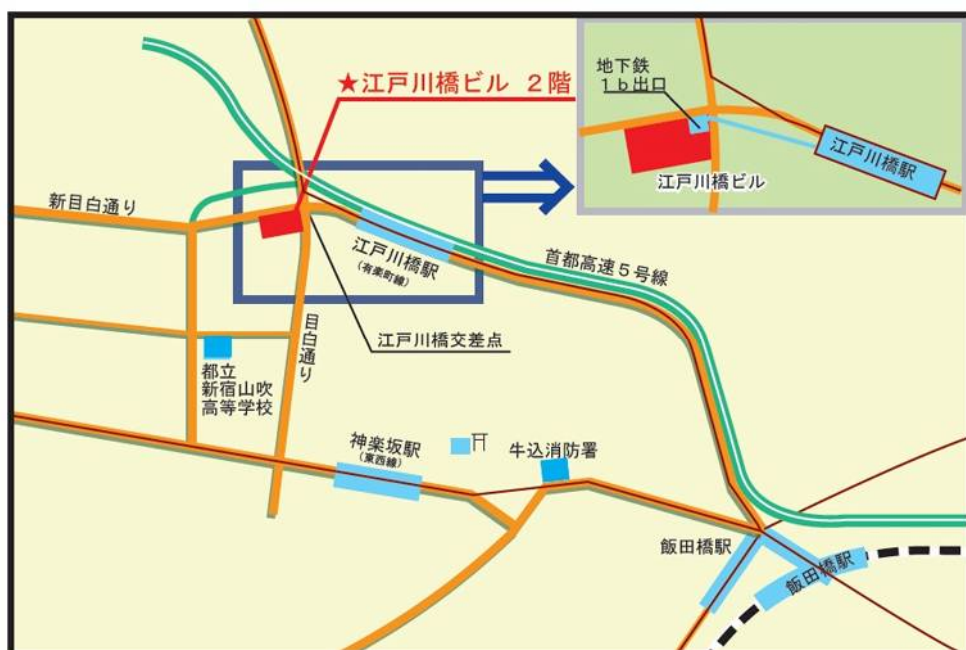 ★江戸川橋ビル ２階
地下鉄
１ｂ出口
江戸川橋駅
江戸川橋ビル
新目白通り
江戸川橋駅
(有楽町線)
首都高速５号線
目白通り
江戸川橋交差点
都立
新宿山吹
高等学校
神楽坂駅
(東西線)
牛込消防署
飯田橋駅
飯田橋駅